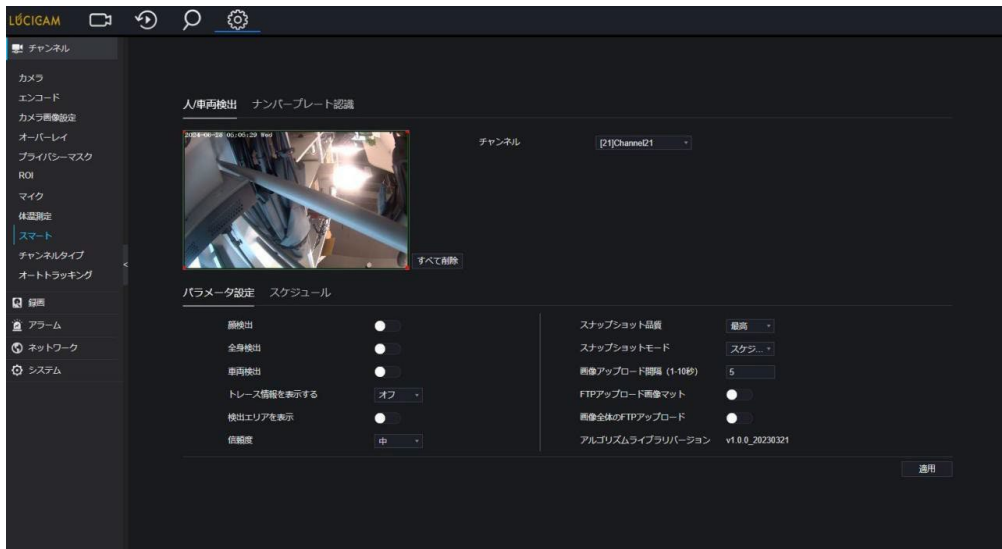 LÚCICAM
チャンネル
カメラ
エンコード
カメラ画像設定
オーバーレイ
プライバシーマスク
ROI
マイク
体温測定
スマート
チャンネルタイプ
オートトラッキング
録画
アラーム
ネットワーク
システム
人/車両検出 ナンバープレート認識
チャンネル [21]Channel21
すべて削除
パラメータ設定 スケジュール
顔検出
全身検出
車両検出
トレース情報を表示する オフ
検出エリアを表示
信頼度 中
スナップショット品質 最高
スナップショットモード スケジ...
画像アップロード間隔 (1-10秒) 5
FTPアップロード画像マット
画像全体のFTPアップロード
アルゴリズムライブラリバージョン v1.0.0_20230321
適用